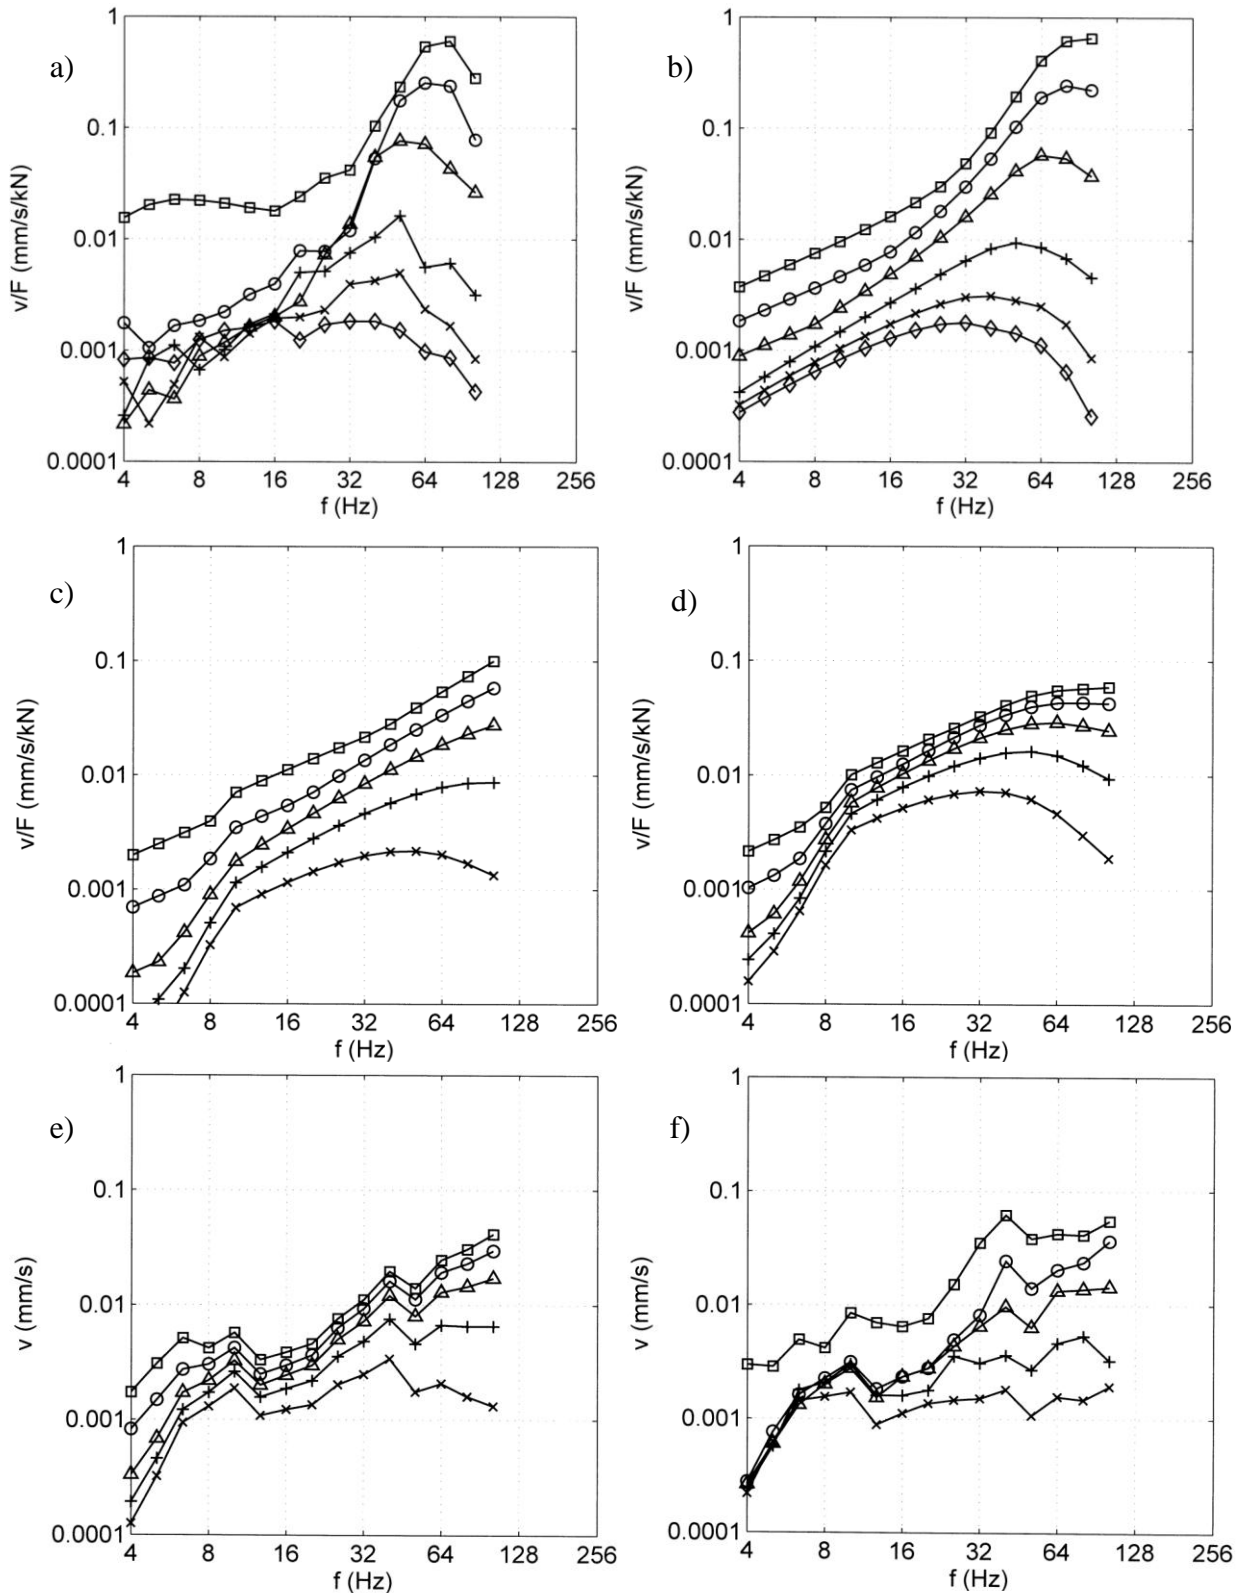 a)
v/F (mm/s/kN)
1
0.1
0.01
0.001
0.0001
4 8 16 32 64 128 256
f (Hz)
b)
v/F (mm/s/kN)
1
0.1
0.01
0.001
0.0001
4 8 16 32 64 128 256
f (Hz)
c)
v/F (mm/s/kN)
1
0.1
0.01
0.001
0.0001
4 8 16 32 64 128 256
f (Hz)
d)
v/F (mm/s/kN)
1
0.1
0.01
0.001
0.0001
4 8 16 32 64 128 256
f (Hz)
e)
v (mm/s)
1
0.1
0.01
0.001
0.0001
4 8 16 32 64 128 256
f (Hz)
f)
v (mm/s)
1
0.1
0.01
0.001
0.0001
4 8 16 32 64 128 256
f (Hz)